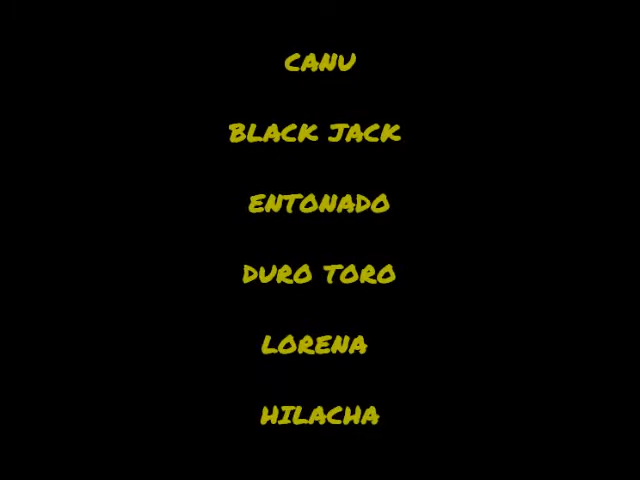 CANU
BLACK JACK
ENTONADO
DURO TORO
LORENA
HILACHA